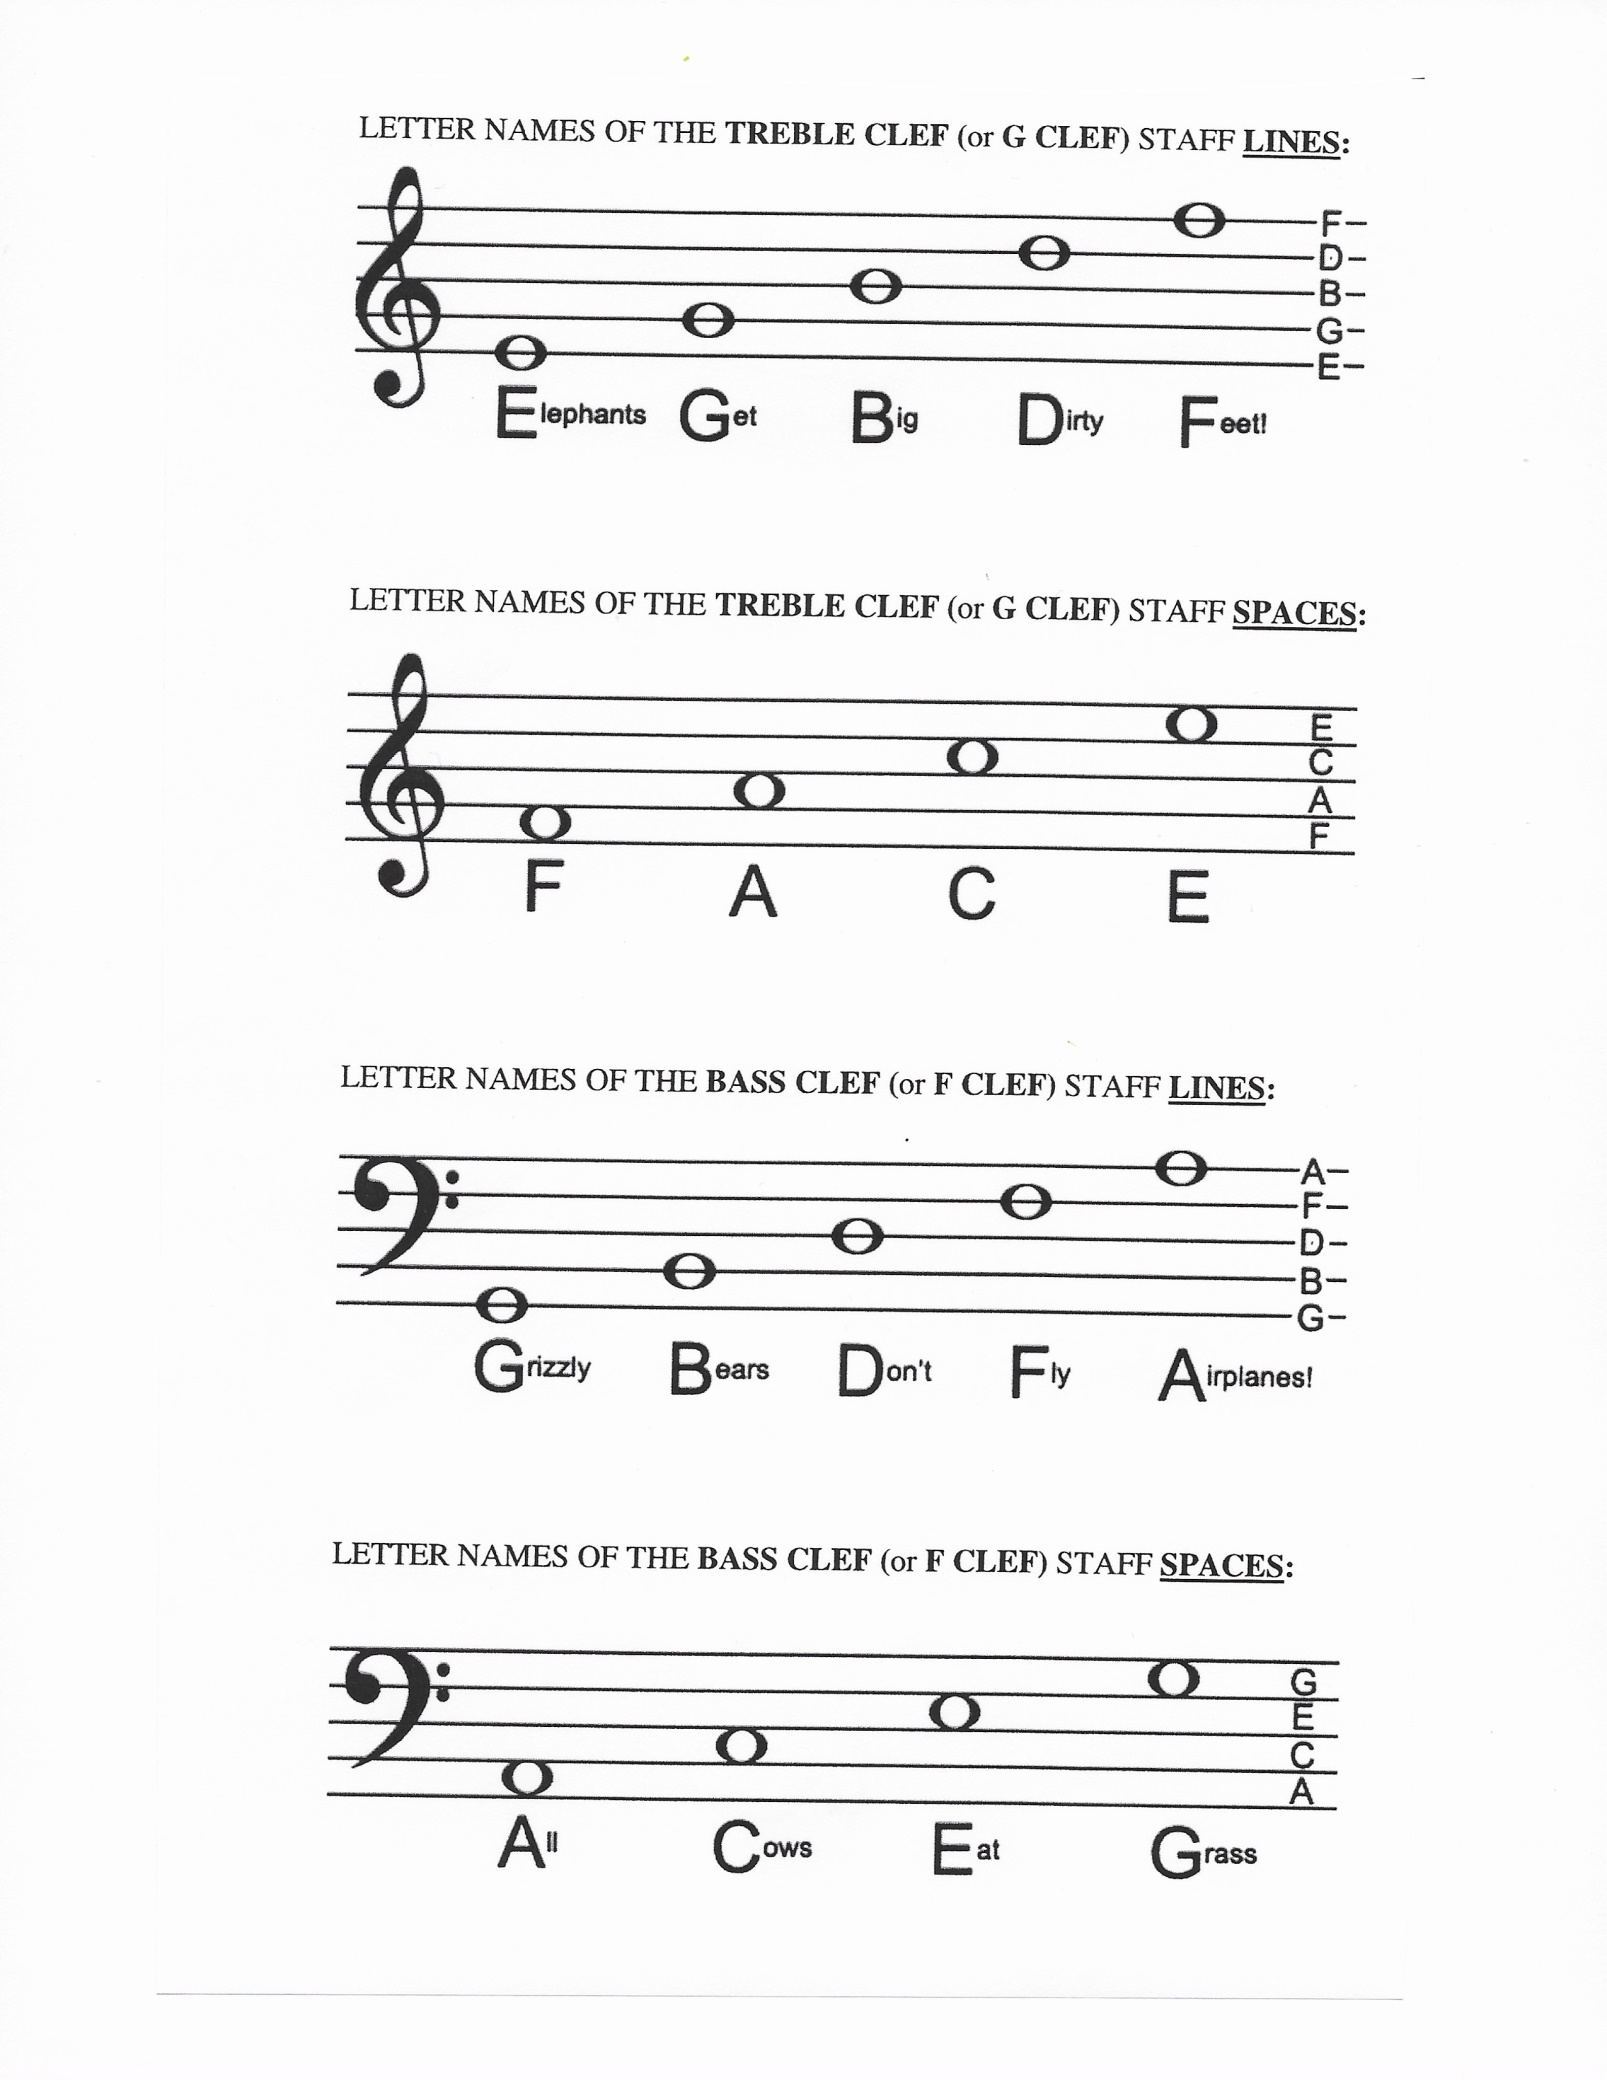 LETTER NAMES OF THE TREBLE CLEF (or G CLEF) STAFF LINES:
F
D
B
G
E
Elephants Get Big Dirty Feet!
LETTER NAMES OF THE TREBLE CLEF (or G CLEF) STAFF SPACES:
E
C
A
F
F A C E
LETTER NAMES OF THE BASS CLEF (or F CLEF) STAFF LINES:
A
F
D
B
G
Grizzly Bears Don't Fly Airplanes!
LETTER NAMES OF THE BASS CLEF (or F CLEF) STAFF SPACES:
G
E
C
A
All Cows Eat Grass